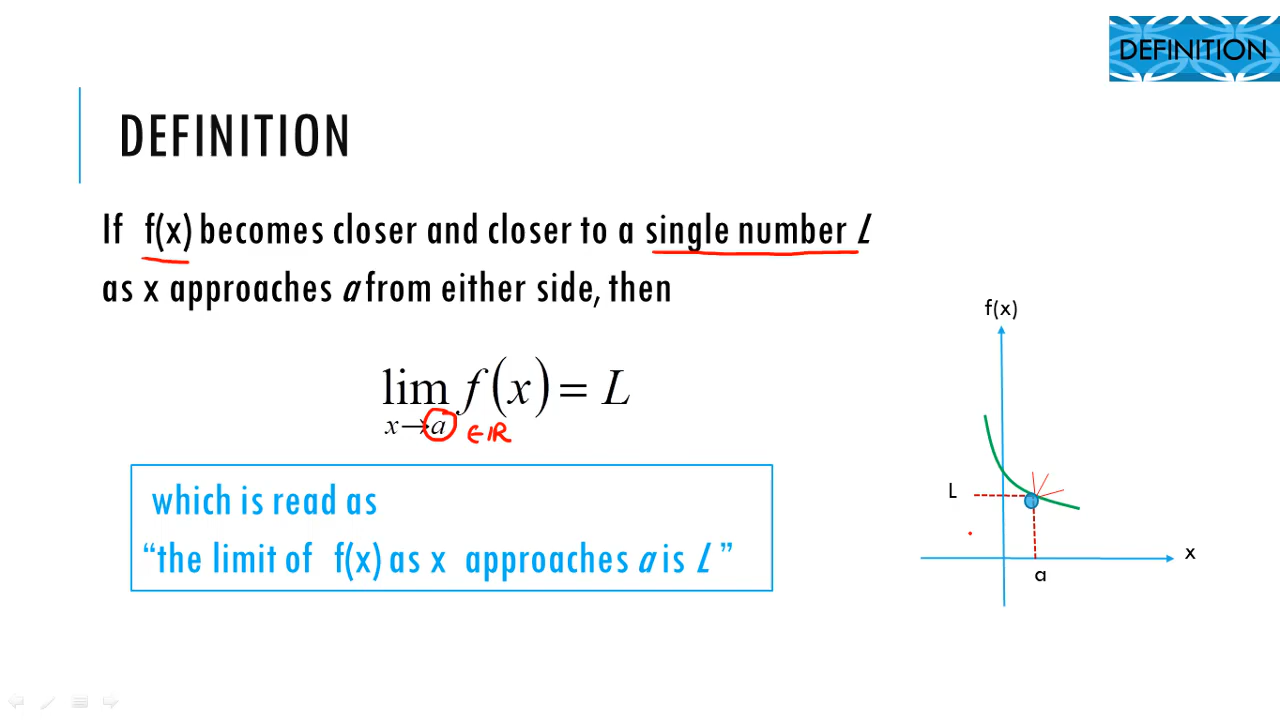 DEFINITION
DEFINITION
If f(x) becomes closer and closer to a single number L
as x approaches a from either side, then
lim f(x) = L
x→a ∈ℝ
which is read as
“the limit of f(x) as x approaches a is L ”
f(x)
L
x
a